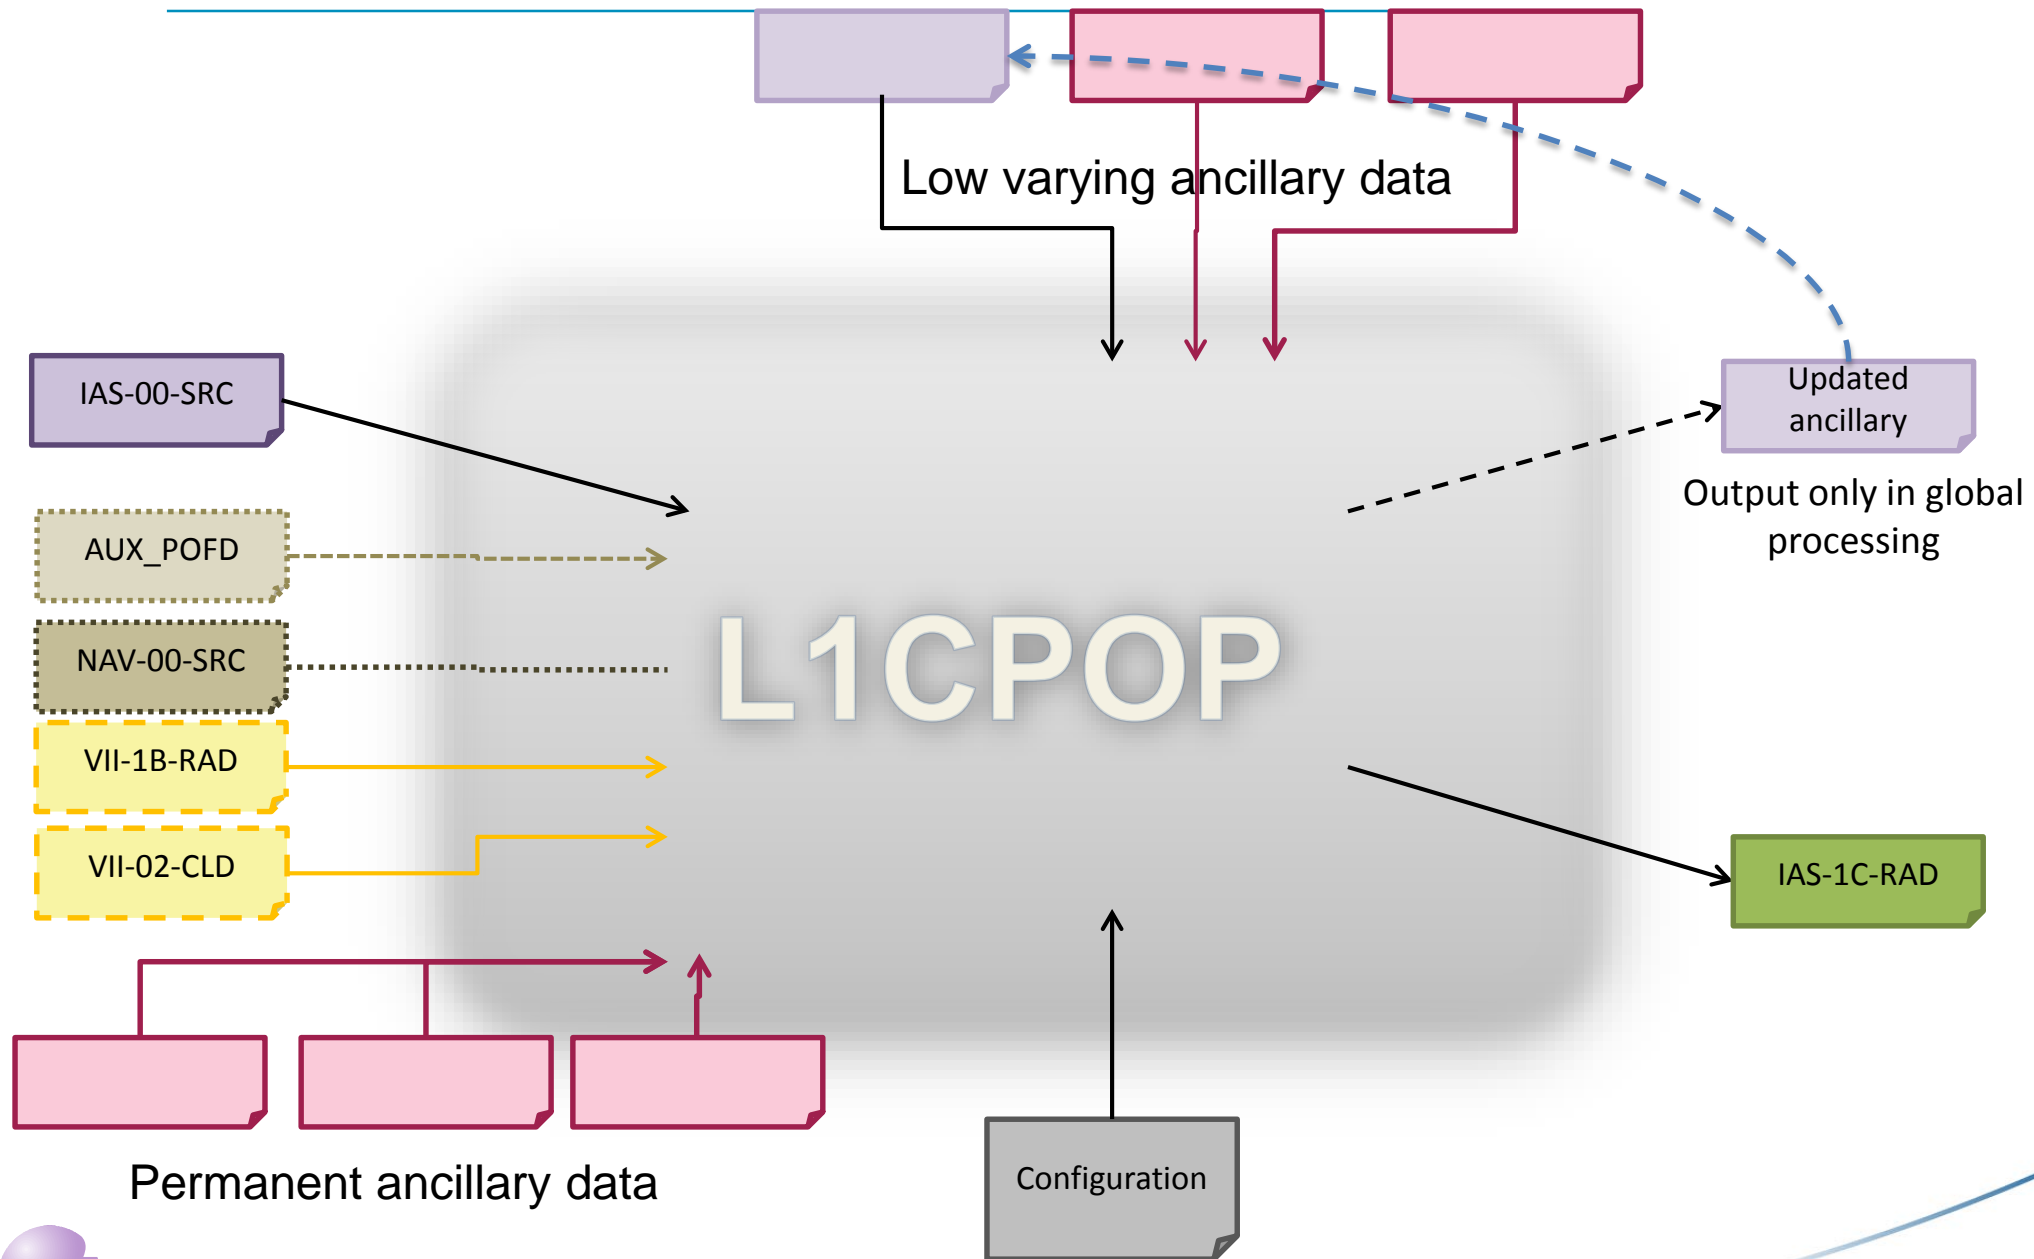 Low varying ancillary data
IAS-00-SRC
Updated
ancillary
Output only in global
processing
AUX_POFD
NAV-00-SRC
L1CPOP
VII-1B-RAD
VII-02-CLD
IAS-1C-RAD
Permanent ancillary data
Configuration